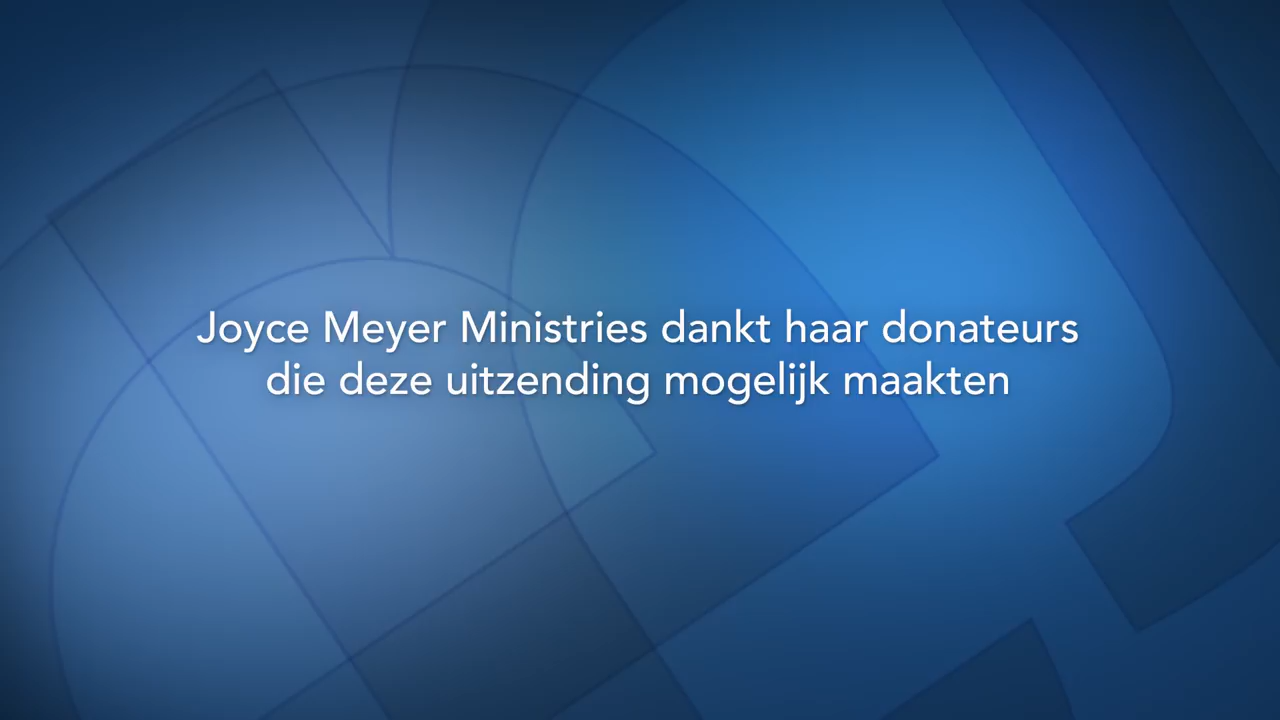 Joyce Meyer Ministries dankt haar donateurs
die deze uitzending mogelijk maakten